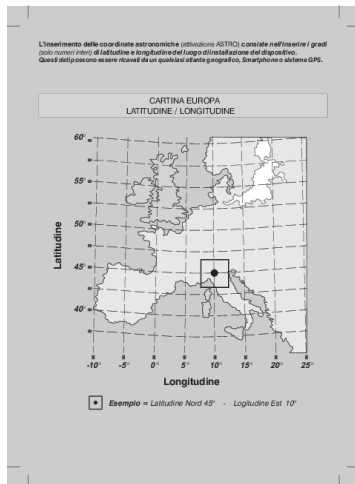 L'inserimento delle coordinate astronomiche (attivazione ASTRO) consiste nell'inserire i gradi
(solo numeri interi) di latitudine e longitudine del luogo di installazione del dispositivo.
Questi dati possono essere ricavati da un qualsiasi atlante geografico, Smartphone o sistema GPS.
CARTINA EUROPA
LATITUDINE / LONGITUDINE
60°
55°
50°
45°
40°
Latitudine
-10° -5° 0° 5° 10° 15° 20° 25°
Longitudine
Esempio = Latitudine Nord 45° - Logitudine Est 10°